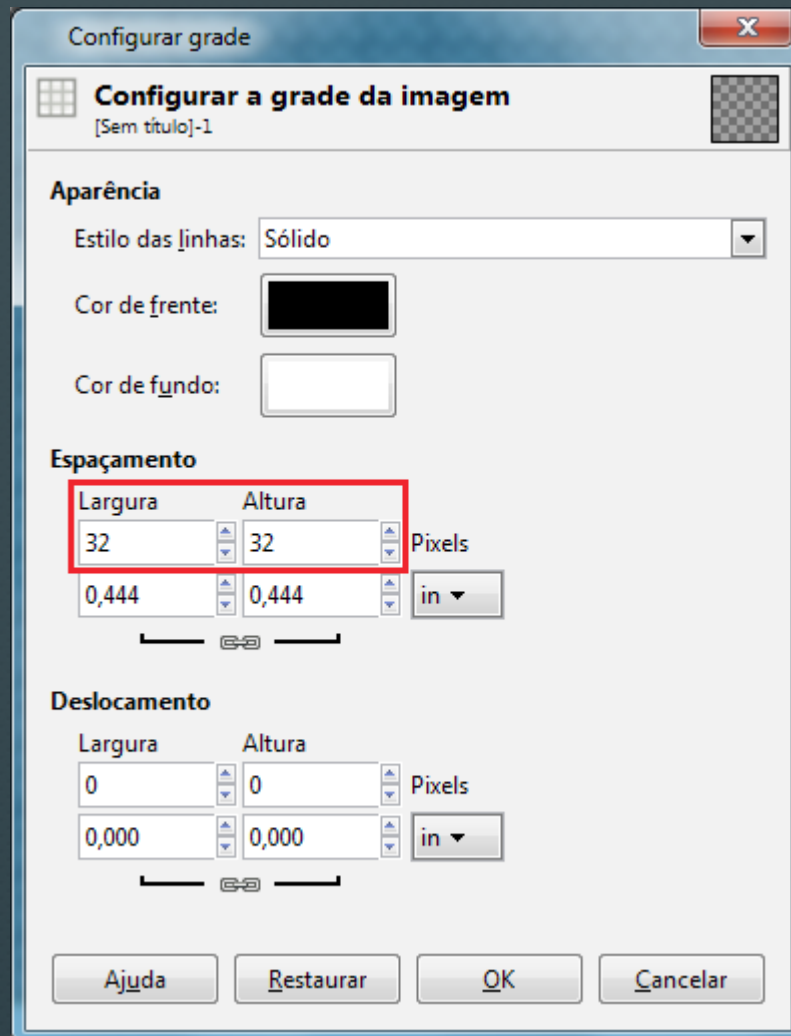 Configurar grade
Configurar a grade da imagem
[Sem título]-1
Aparência
Estilo das linhas: Sólido
Cor de frente:
Cor de fundo:
Espaçamento
Largura Altura
32 32 Pixels
0,444 0,444 in
Deslocamento
Largura Altura
0 0 Pixels
0,000 0,000 in
Ajuda Restaurar OK Cancelar